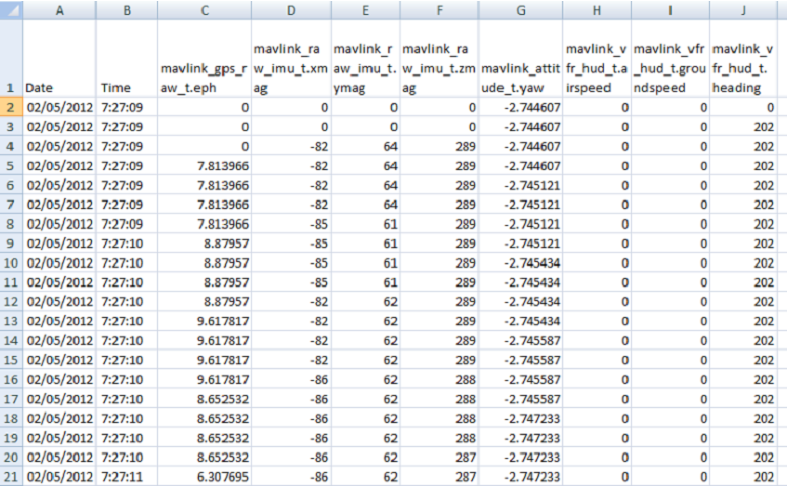 A B C D E F G H I J
1 Date Time mavlink_gps_raw_t.eph mavlink_raw_imu_t.xmag mavlink_raw_imu_t.ymag mavlink_raw_imu_t.zmag mavlink_attitude_t.yaw mavlink_vfr_hud_t.airspeed mavlink_vfr_hud_t.groundspeed mavlink_vfr_hud_t.heading
2 02/05/2012 7:27:09 0 0 0 0 -2.744607 0 0 0
3 02/05/2012 7:27:09 0 0 0 0 -2.744607 0 0 202
4 02/05/2012 7:27:09 0 -82 64 289 -2.744607 0 0 202
5 02/05/2012 7:27:09 7.813966 -82 64 289 -2.744607 0 0 202
6 02/05/2012 7:27:09 7.813966 -82 64 289 -2.745121 0 0 202
7 02/05/2012 7:27:09 7.813966 -82 64 289 -2.745121 0 0 202
8 02/05/2012 7:27:09 7.813966 -85 61 289 -2.745121 0 0 202
9 02/05/2012 7:27:10 8.87957 -85 61 289 -2.745121 0 0 202
10 02/05/2012 7:27:10 8.87957 -85 61 289 -2.745434 0 0 202
11 02/05/2012 7:27:10 8.87957 -85 61 289 -2.745434 0 0 202
12 02/05/2012 7:27:10 8.87957 -82 62 289 -2.745434 0 0 202
13 02/05/2012 7:27:10 9.617817 -82 62 289 -2.745434 0 0 202
14 02/05/2012 7:27:10 9.617817 -82 62 289 -2.745587 0 0 202
15 02/05/2012 7:27:10 9.617817 -82 62 289 -2.745587 0 0 202
16 02/05/2012 7:27:10 9.617817 -86 62 288 -2.745587 0 0 202
17 02/05/2012 7:27:10 8.652532 -86 62 288 -2.745587 0 0 202
18 02/05/2012 7:27:10 8.652532 -86 62 288 -2.747233 0 0 202
19 02/05/2012 7:27:10 8.652532 -86 62 288 -2.747233 0 0 202
20 02/05/2012 7:27:10 8.652532 -86 62 287 -2.747233 0 0 202
21 02/05/2012 7:27:11 6.307695 -86 62 287 -2.747233 0 0 202